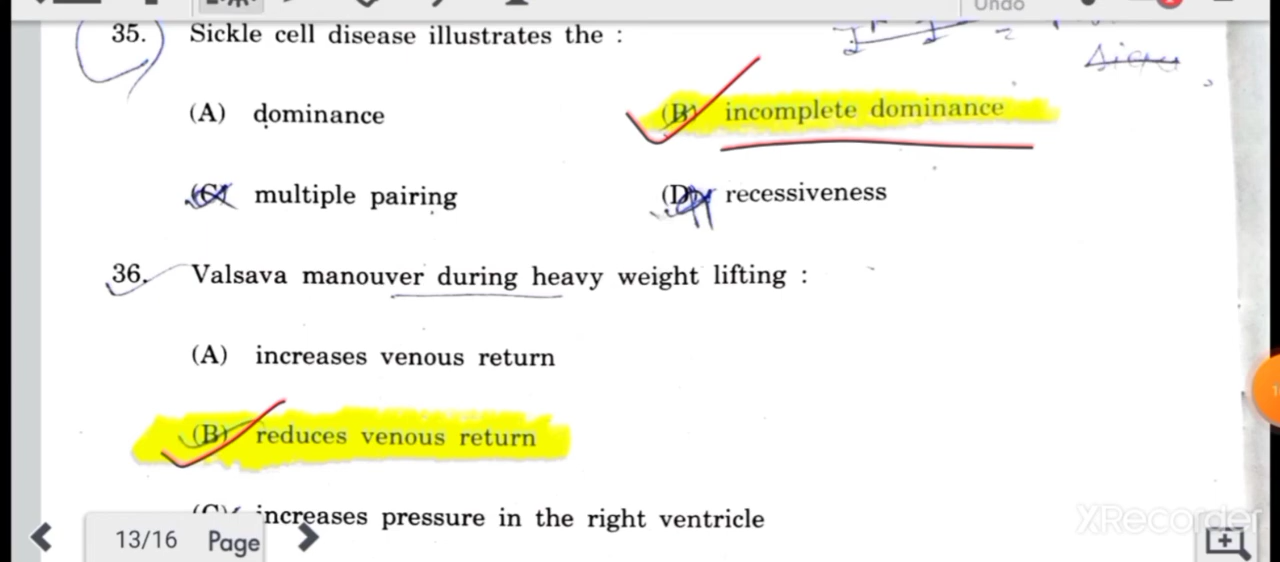 Undo
35. Sickle cell disease illustrates the :
(A) dominance (B) incomplete dominance
(C) multiple pairing (D) recessiveness
36. Valsava manouver during heavy weight lifting :
(A) increases venous return
(B) reduces venous return
(C) increases pressure in the right ventricle
13/16 Page
XRecorder